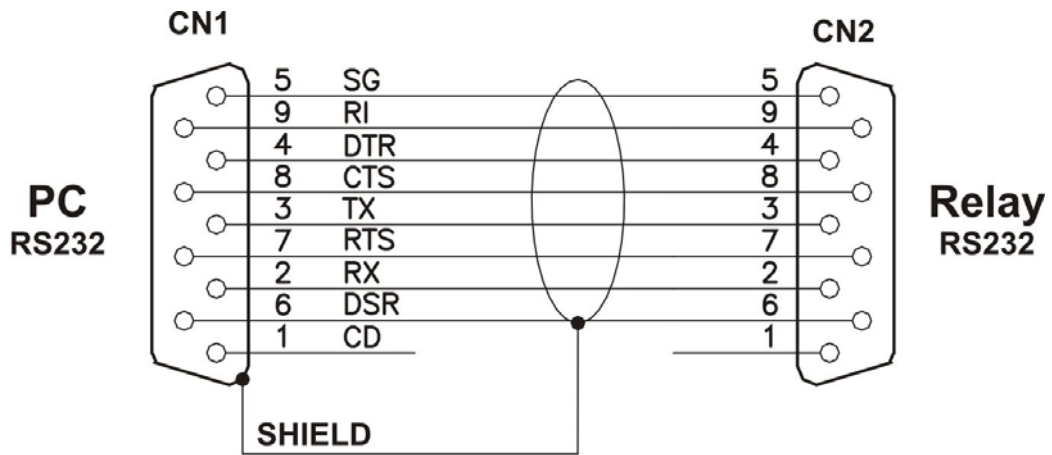 CN1
CN2
5 SG 5
9 RI 9
4 DTR 4
8 CTS 8
3 TX 3
7 RTS 7
2 RX 2
6 DSR 6
1 CD 1
PC
RS232
Relay
RS232
SHIELD